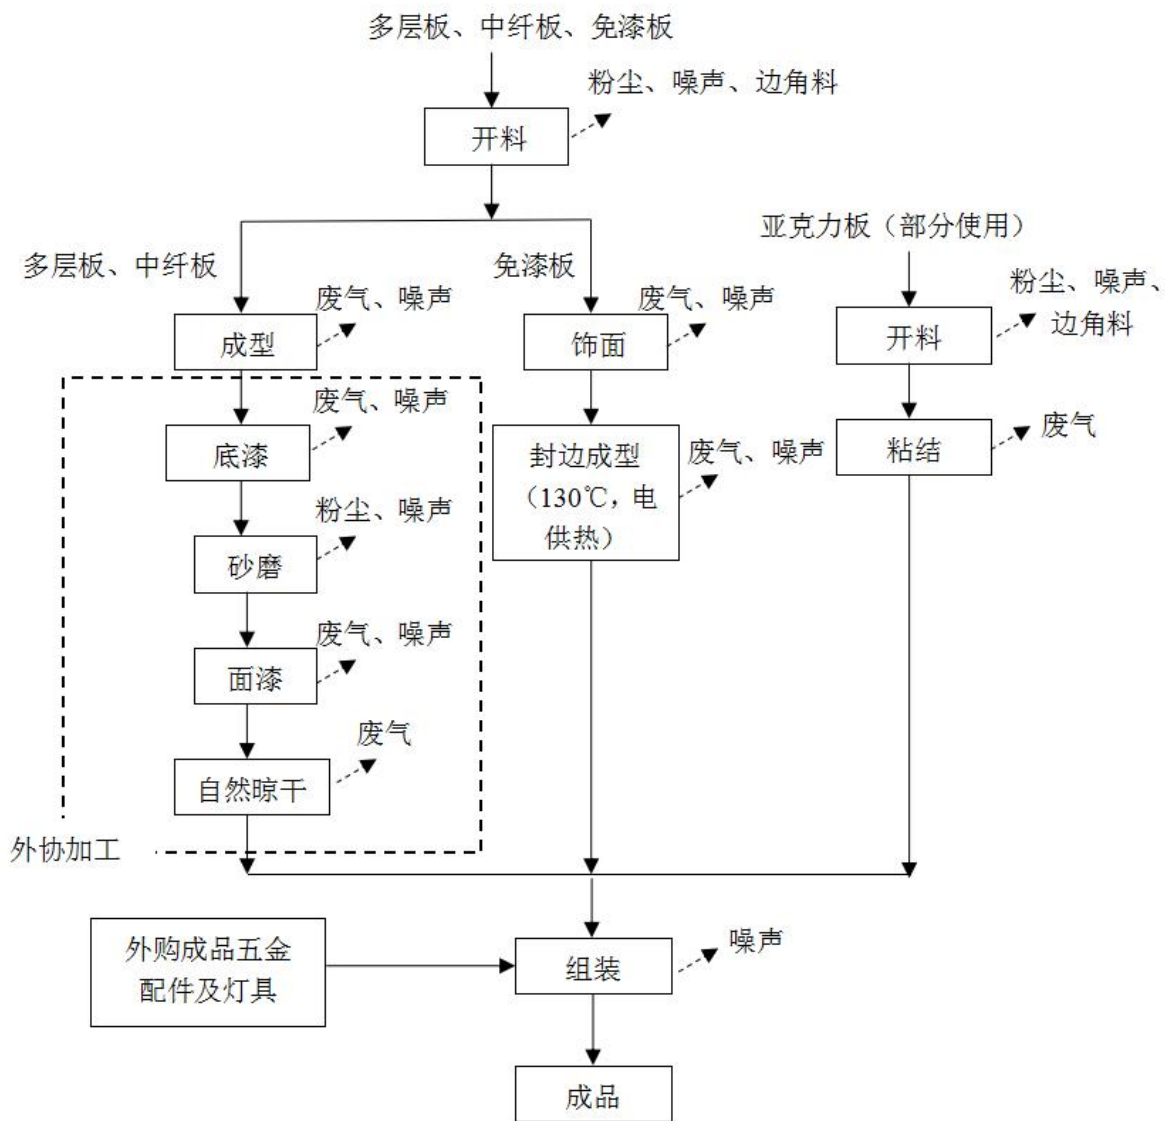 多层板、中纤板、免漆板
粉尘、噪声、边角料
开料
亚克力板（部分使用）
多层板、中纤板
免漆板
废气、噪声
废气、噪声
粉尘、噪声、
边角料
成型
饰面
开料
废气、噪声
底漆
封边成型
（130℃，电
供热）
废气、噪声
粘结
废气
粉尘、噪声
砂磨
废气、噪声
面漆
废气
自然晾干
外协加工
外购成品五金
配件及灯具
组装
噪声
成品